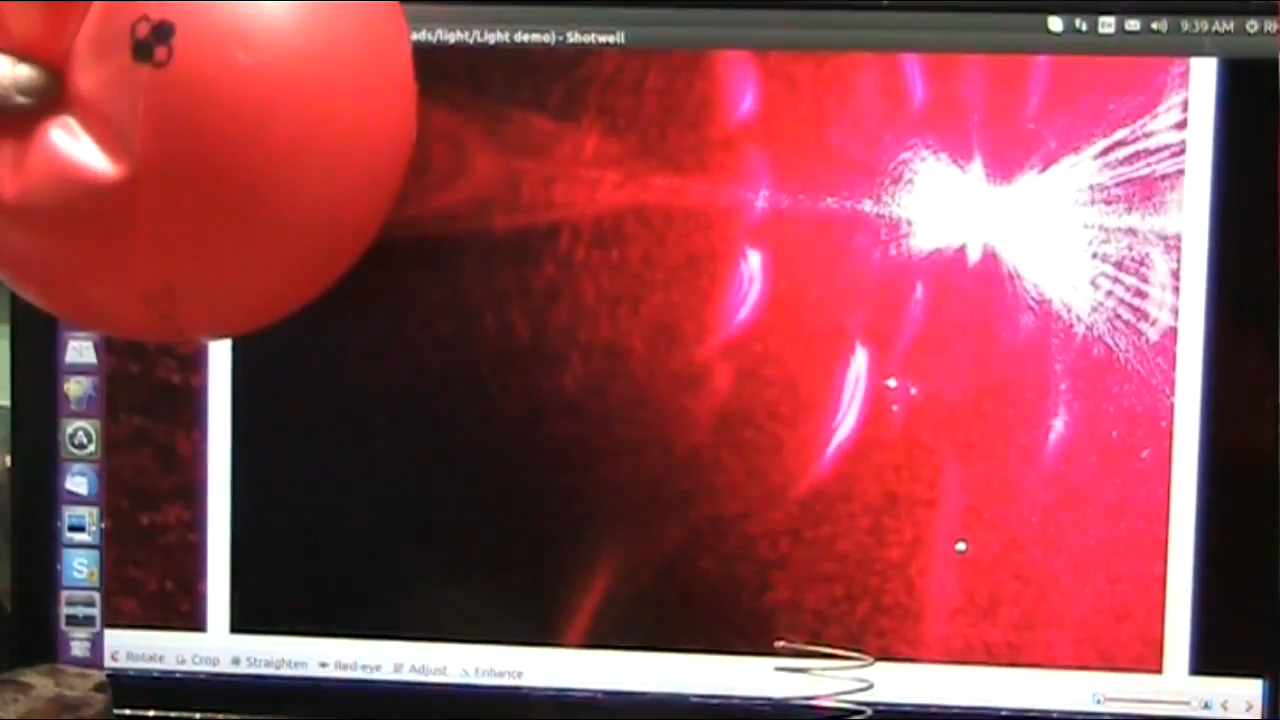 ads/light/Light demo) - Shotwell
9:39 AM
Rotate Crop Straighten Red-eye Adjust Enhance